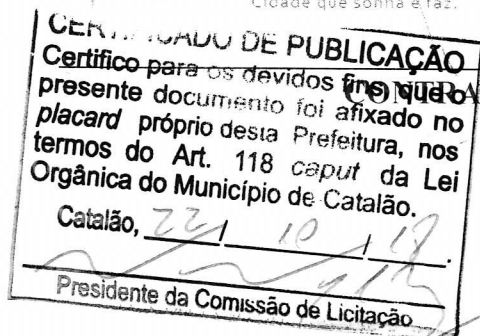 Cidade que sonha e faz.
CERTIFICADO DE PUBLICAÇÃO
Certifico para os devidos fins, que o
CONTRA
presente documento foi afixado no
placard próprio desta Prefeitura, nos
termos do Art. 118 caput da Lei
Orgânica do Município de Catalão.
Catalão, 22 / 10 /
Presidente da Comissão de Licitação